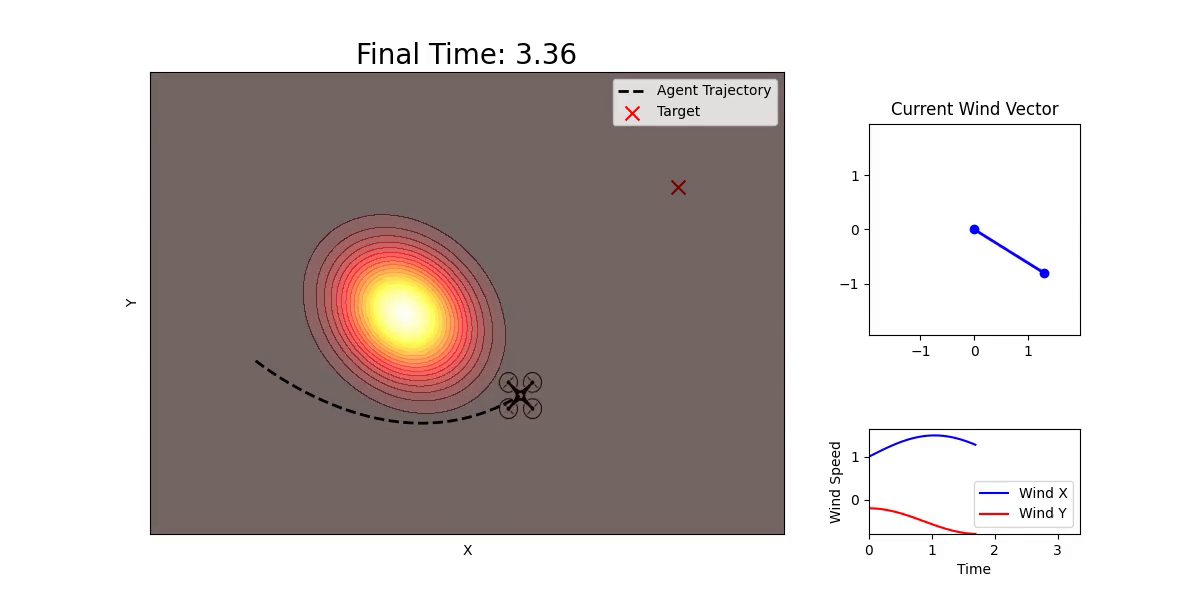 Final Time: 3.36
Agent Trajectory
Target
Y
X
Current Wind Vector
1
0
−1
−1
0
1
Wind Speed
1
0
Wind X
Wind Y
0
1
2
3
Time